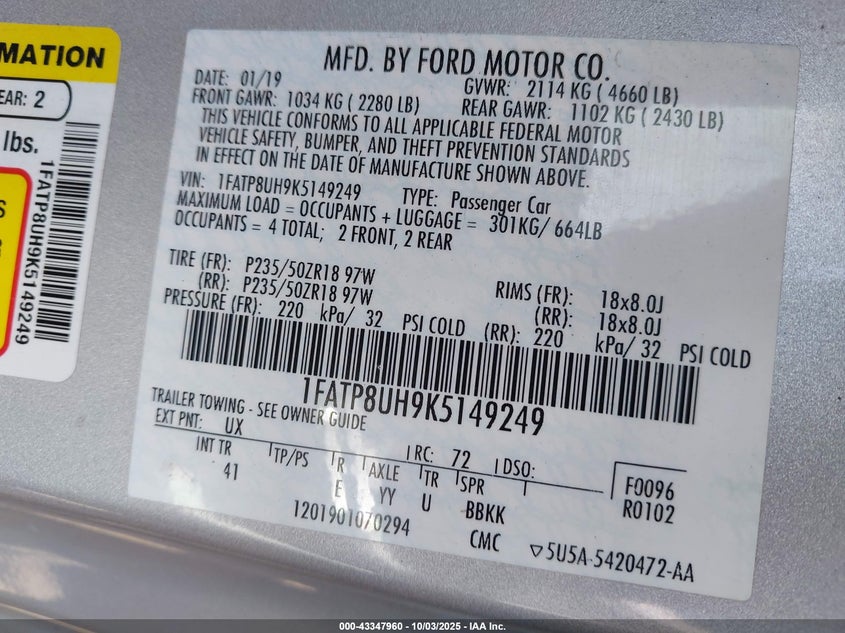 MATION
EAR: 2
lbs.
S
1FATP8UH9K5149249
MFD. BY FORD MOTOR CO.
DATE: 01/19 GVWR: 2114 KG ( 4660 LB)
FRONT GAWR: 1034 KG ( 2280 LB) REAR GAWR: 1102 KG ( 2430 LB)
THIS VEHICLE CONFORMS TO ALL APPLICABLE FEDERAL MOTOR
VEHICLE SAFETY, BUMPER, AND THEFT PREVENTION STANDARDS
IN EFFECT ON THE DATE OF MANUFACTURE SHOWN ABOVE.
VIN: 1FATP8UH9K5149249 TYPE: Passenger Car
MAXIMUM LOAD = OCCUPANTS + LUGGAGE = 301KG/ 664LB
OCCUPANTS = 4 TOTAL; 2 FRONT, 2 REAR
TIRE (FR): P235/50ZR18 97W RIMS (FR): 18x8.0J
(RR): P235/50ZR18 97W (RR): 18x8.0J
PRESSURE (FR): 220 kPa/ 32 PSI COLD (RR): 220 kPa/ 32 PSI COLD
1FATP8UH9K5149249
TRAILER TOWING - SEE OWNER GUIDE
EXT PNT: UX RC: 72 DSO:
INT TR TP/PS R AXLE TR SPR F0096
41 E YY U BBKK R0102
1201901070294 CMC ▽5U5A-5420472-AA
000-43347960 - 10/03/2025 - IAA Inc.